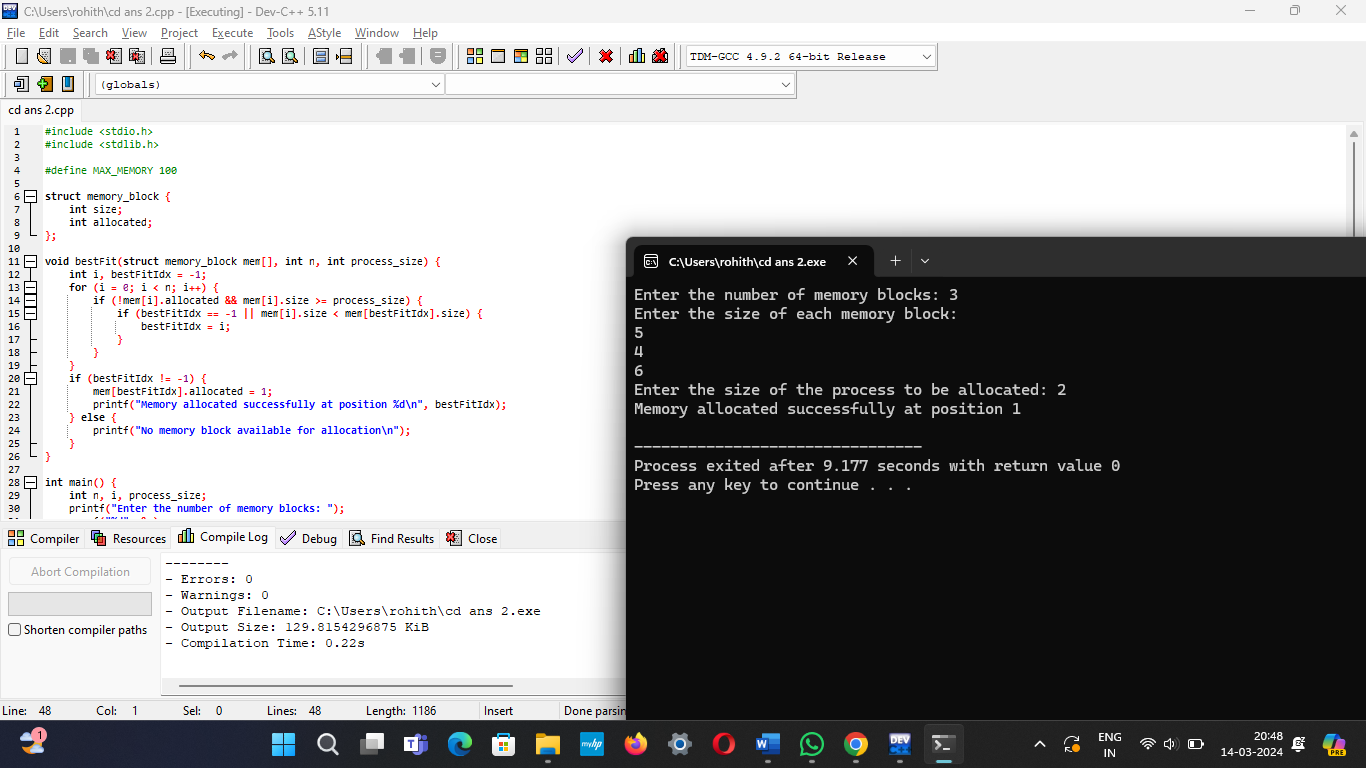 C:\Users\rohith\cd ans 2.cpp - [Executing] - Dev-C++ 5.11
File Edit Search View Project Execute Tools AStyle Window Help
TDM-GCC 4.9.2 64-bit Release
(globals)
cd ans 2.cpp
1 #include <stdio.h>
2 #include <stdlib.h>
3
4 #define MAX_MEMORY 100
5
6 struct memory_block {
7 int size;
8 int allocated;
9 };
10
11 void bestFit(struct memory_block mem[], int n, int process_size) {
12 int i, bestFitIdx = -1;
13 for (i = 0; i < n; i++) {
14 if (!mem[i].allocated && mem[i].size >= process_size) {
15 if (bestFitIdx == -1 || mem[i].size < mem[bestFitIdx].size) {
16 bestFitIdx = i;
17 }
18 }
19 }
20 if (bestFitIdx != -1) {
21 mem[bestFitIdx].allocated = 1;
22 printf("Memory allocated successfully at position %d\n", bestFitIdx);
23 } else {
24 printf("No memory block available for allocation\n");
25 }
26 }
27
28 int main() {
29 int n, i, process_size;
30 printf("Enter the number of memory blocks: ");
C:\Users\rohith\cd ans 2.exe
Enter the number of memory blocks: 3
Enter the size of each memory block:
5
4
6
Enter the size of the process to be allocated: 2
Memory allocated successfully at position 1
--------------------------------
Process exited after 9.177 seconds with return value 0
Press any key to continue . . .
Compiler Resources Compile Log Debug Find Results Close
Abort Compilation
Shorten compiler paths
--------
- Errors: 0
- Warnings: 0
- Output Filename: C:\Users\rohith\cd ans 2.exe
- Output Size: 129.8154296875 KiB
- Compilation Time: 0.22s
Line: 48 Col: 1 Sel: 0 Lines: 48 Length: 1186 Insert Done parsin
1
DEV
ENG
IN
20:48
14-03-2024
PRE